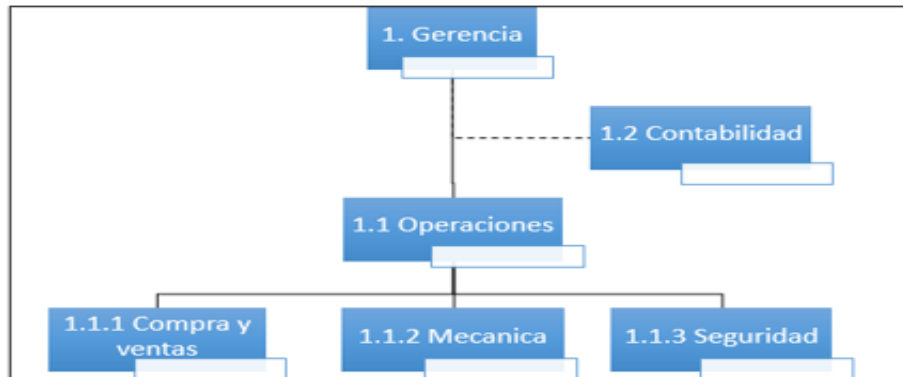 1. Gerencia
1.2 Contabilidad
1.1 Operaciones
1.1.1 Compra y
ventas
1.1.2 Mecanica
1.1.3 Seguridad